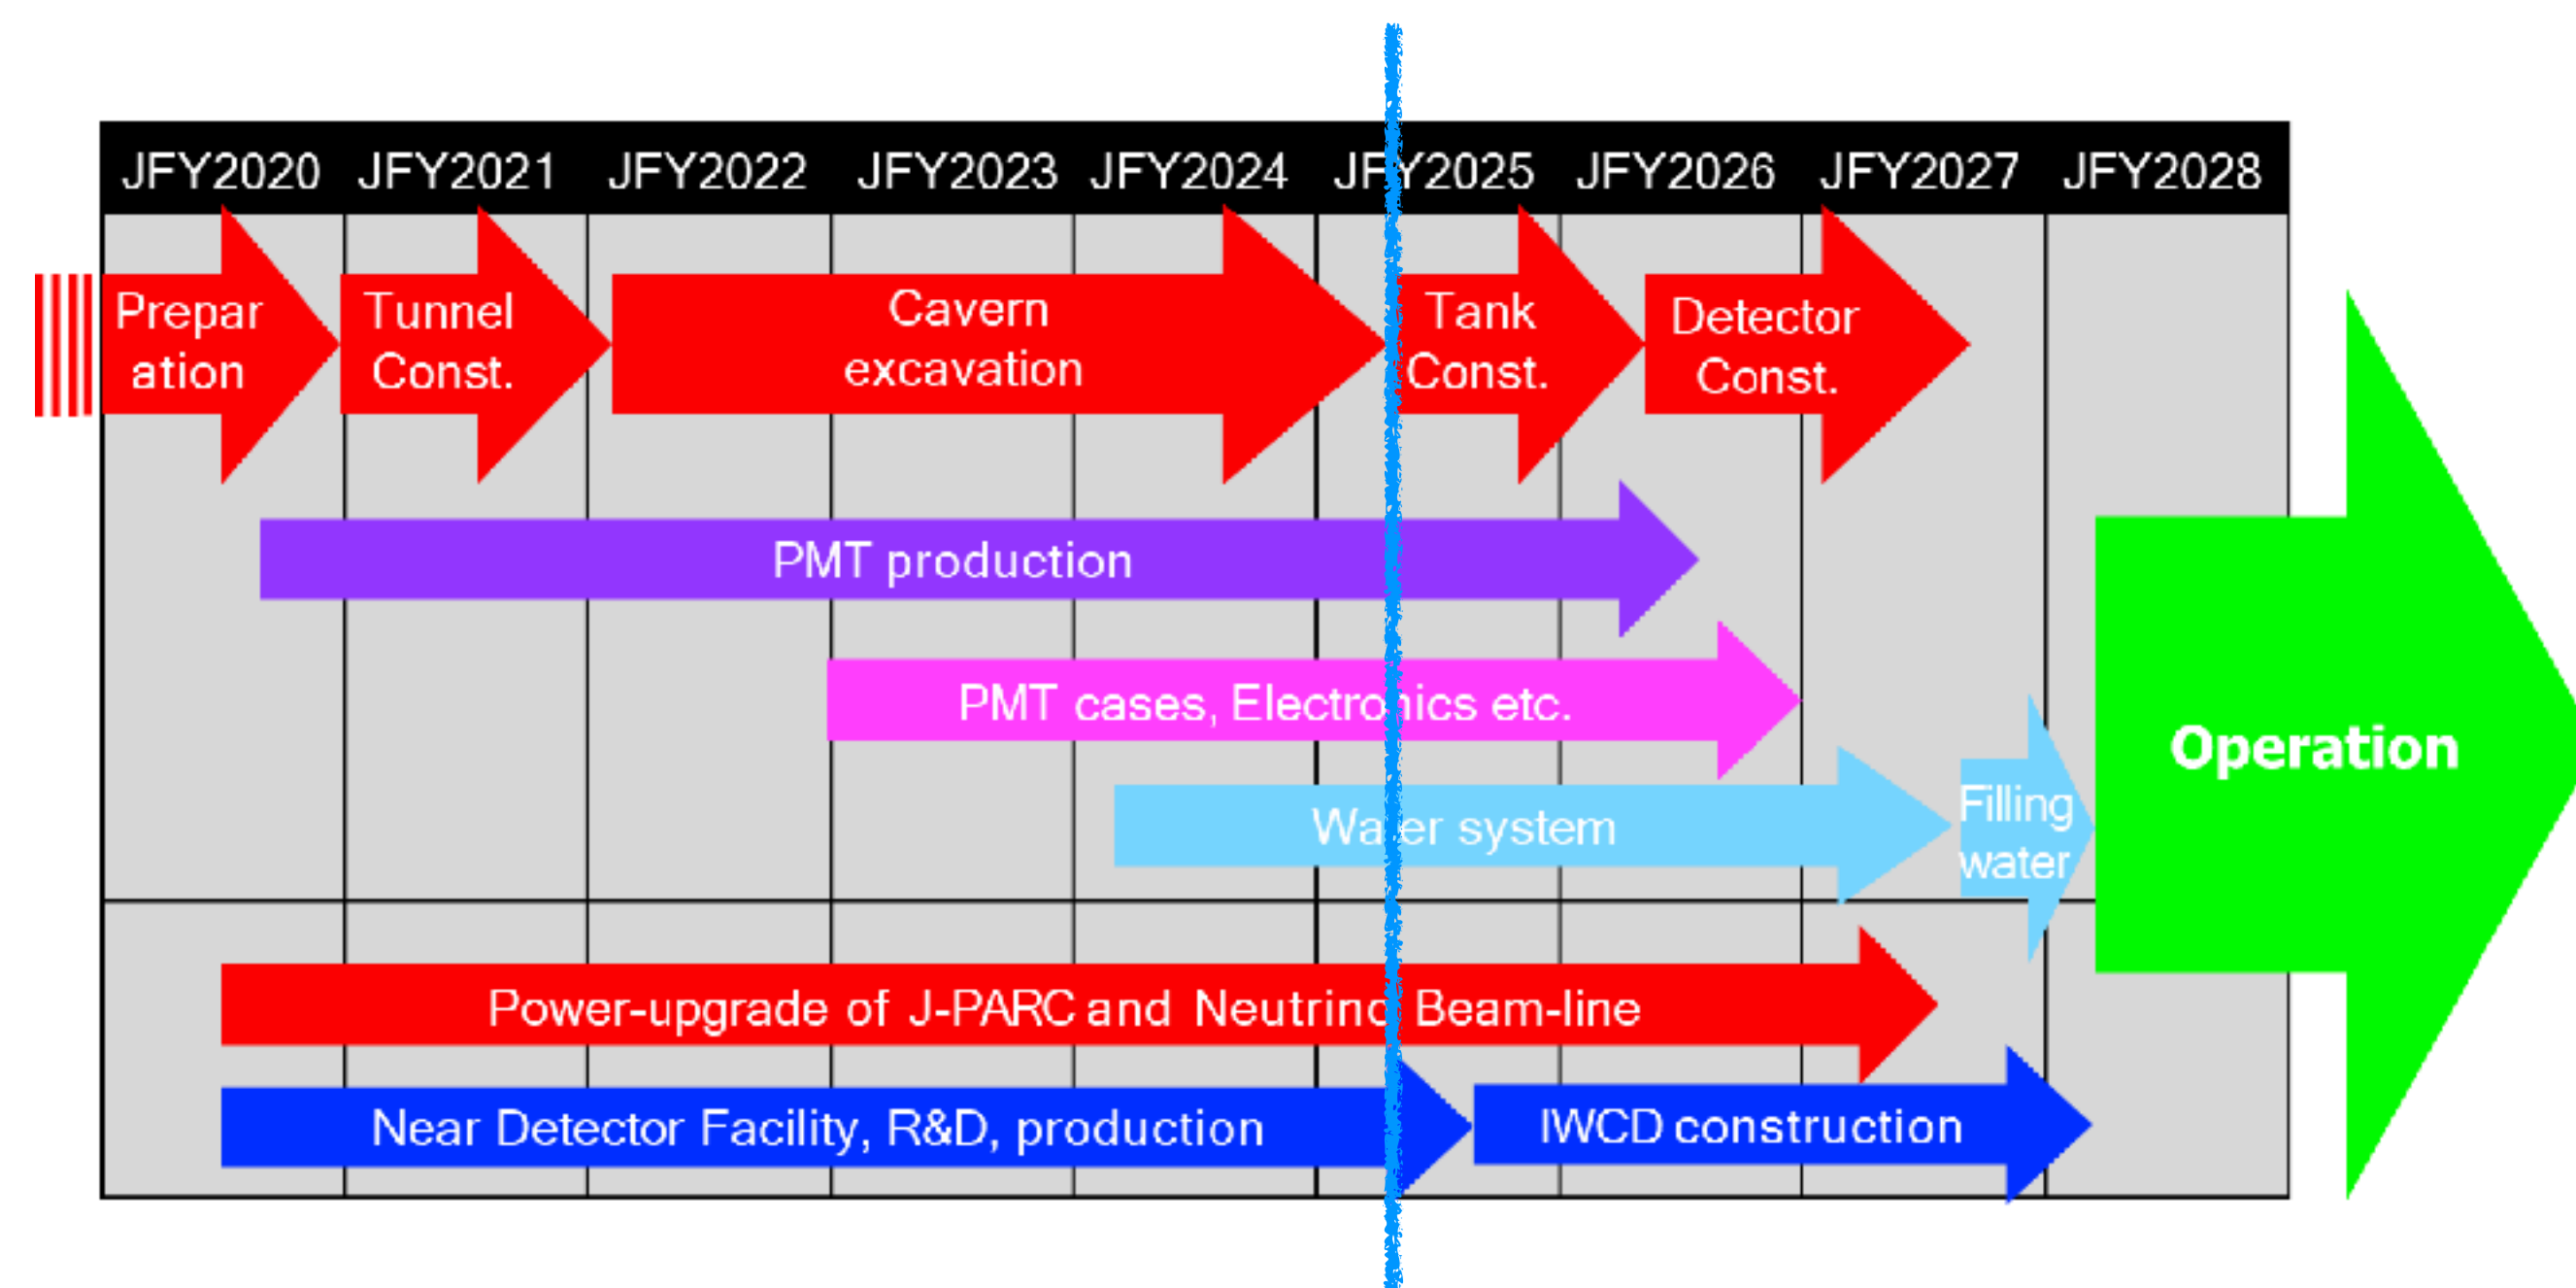 JFY2020 JFY2021 JFY2022 JFY2023 JFY2024 JFY2025 JFY2026 JFY2027 JFY2028
Prepar
ation
Tunnel
Const.
Cavern
excavation
Tank
Const.
Detector
Const.
PMT production
PMT cases, Electronics etc.
Water system
Filling
water
Operation
Power-upgrade of J-PARC and Neutrino Beam-line
Near Detector Facility, R&D, production
IWCD construction